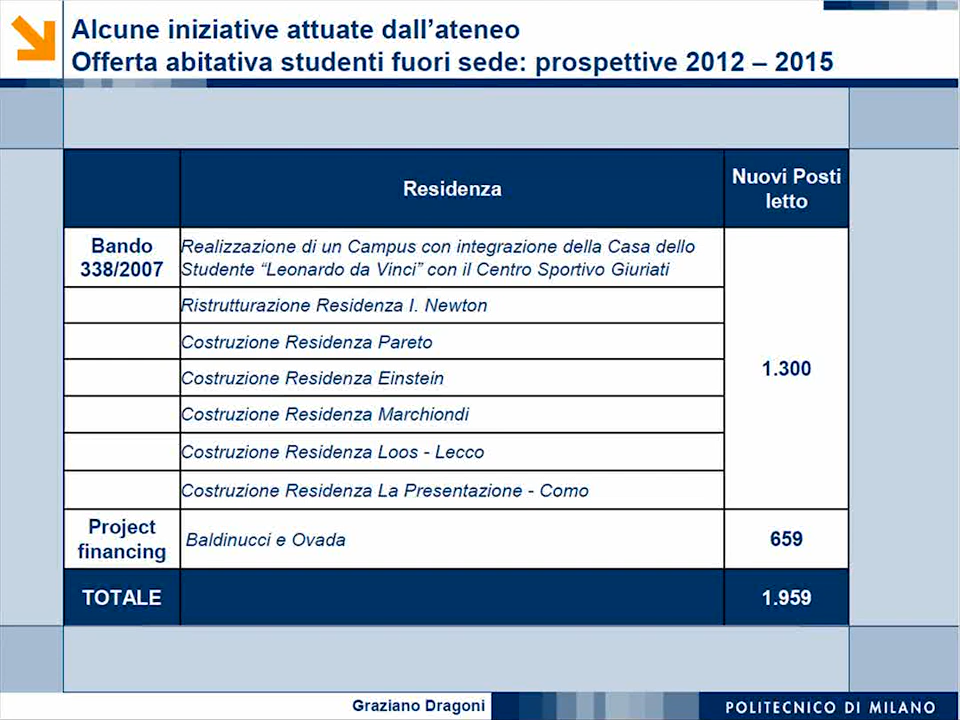 Alcune iniziative attuate dall’ateneo
Offerta abitativa studenti fuori sede: prospettive 2012 – 2015
Residenza
Nuovi Posti
letto
Bando
338/2007
Realizzazione di un Campus con integrazione della Casa dello
Studente “Leonardo da Vinci” con il Centro Sportivo Giuriati
Ristrutturazione Residenza I. Newton
Costruzione Residenza Pareto
Costruzione Residenza Einstein
Costruzione Residenza Marchiondi
Costruzione Residenza Loos - Lecco
Costruzione Residenza La Presentazione - Como
1.300
Project
financing
Baldinucci e Ovada
659
TOTALE
1.959
Graziano Dragoni
POLITECNICO DI MILANO